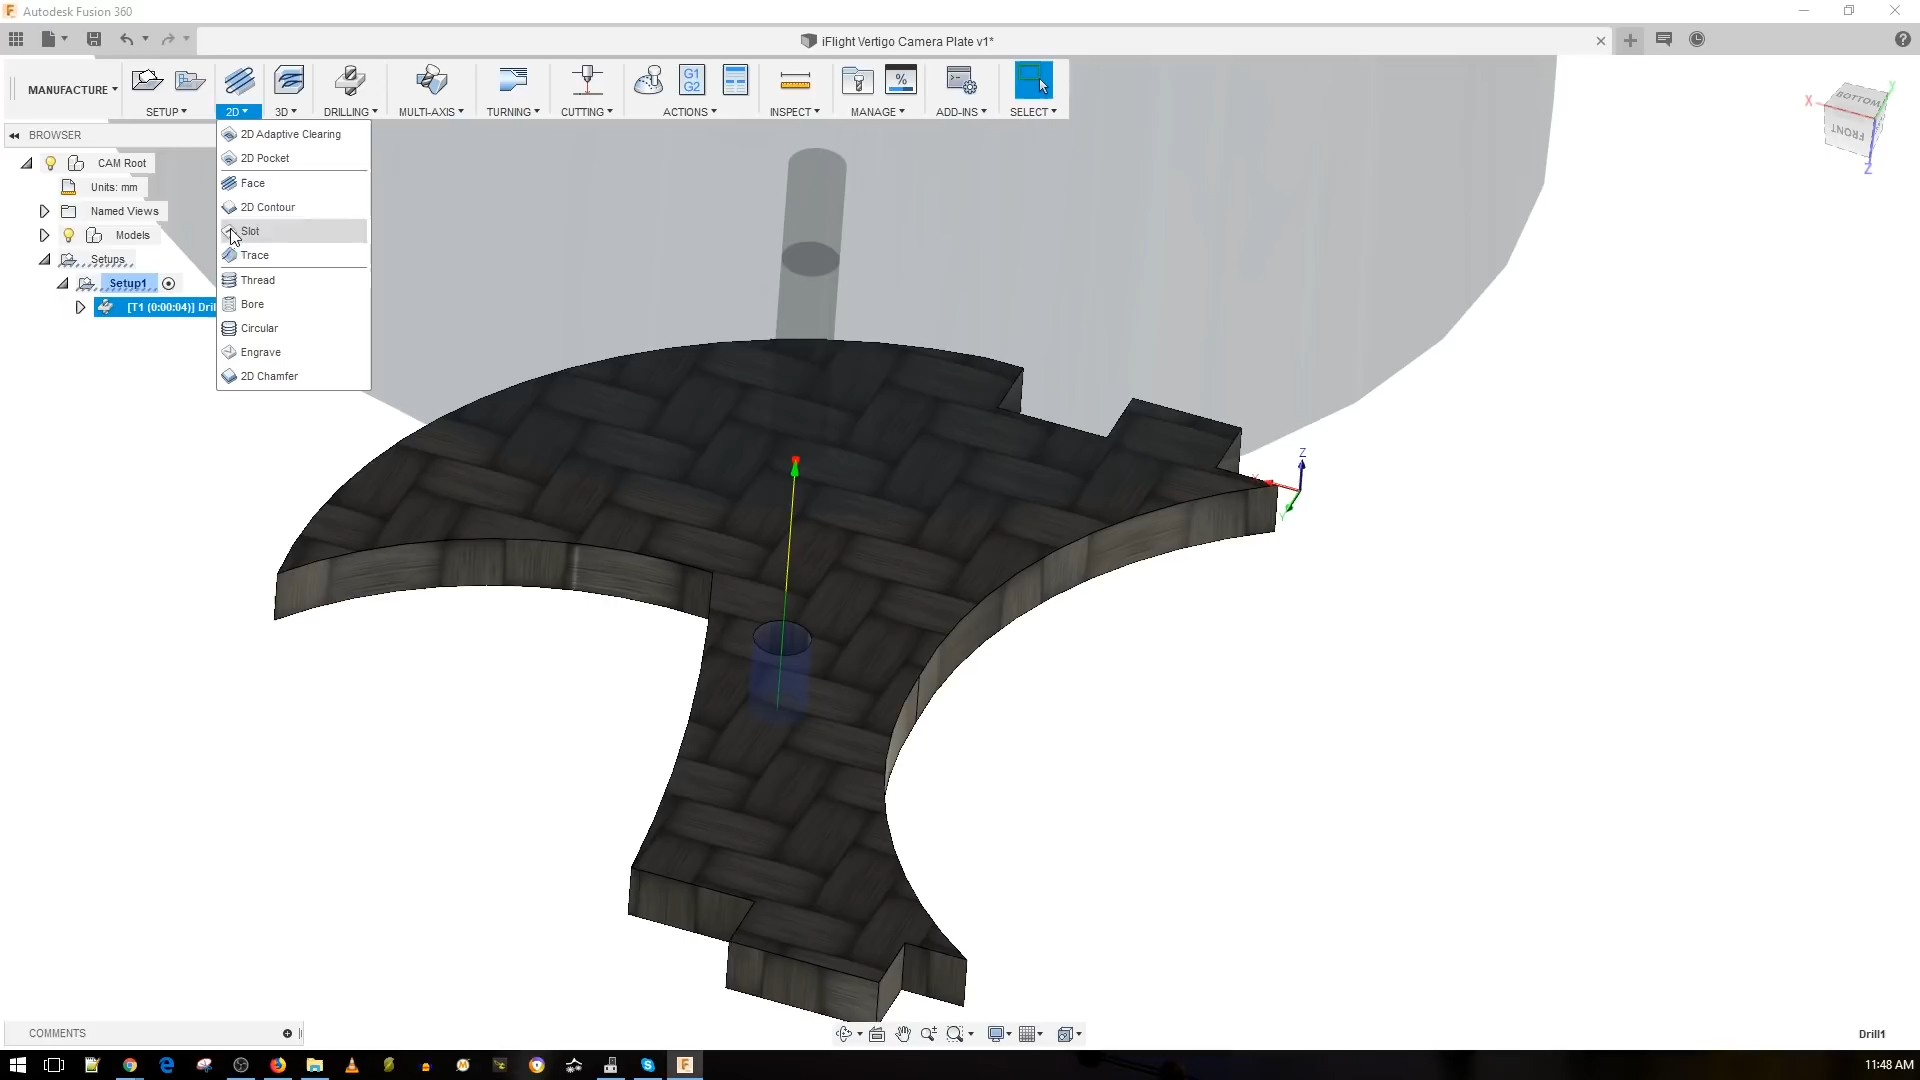 Autodesk Fusion 360
iFlight Vertigo Camera Plate v1*
MANUFACTURE
G1
G2
%
SETUP
2D
3D
DRILLING
MULTI-AXIS
TURNING
CUTTING
ACTIONS
INSPECT
MANAGE
ADD-INS
SELECT
BROWSER
CAM Root
Units: mm
Named Views
Models
Setups
Setup1
[T1 (0:00:04)] Dril
2D Adaptive Clearing
2D Pocket
Face
2D Contour
Slot
Trace
Thread
Bore
Circular
Engrave
2D Chamfer
BOTTOM
FRONT
X
Y
Z
Z
X
Y
COMMENTS
Drill1
11:48 AM